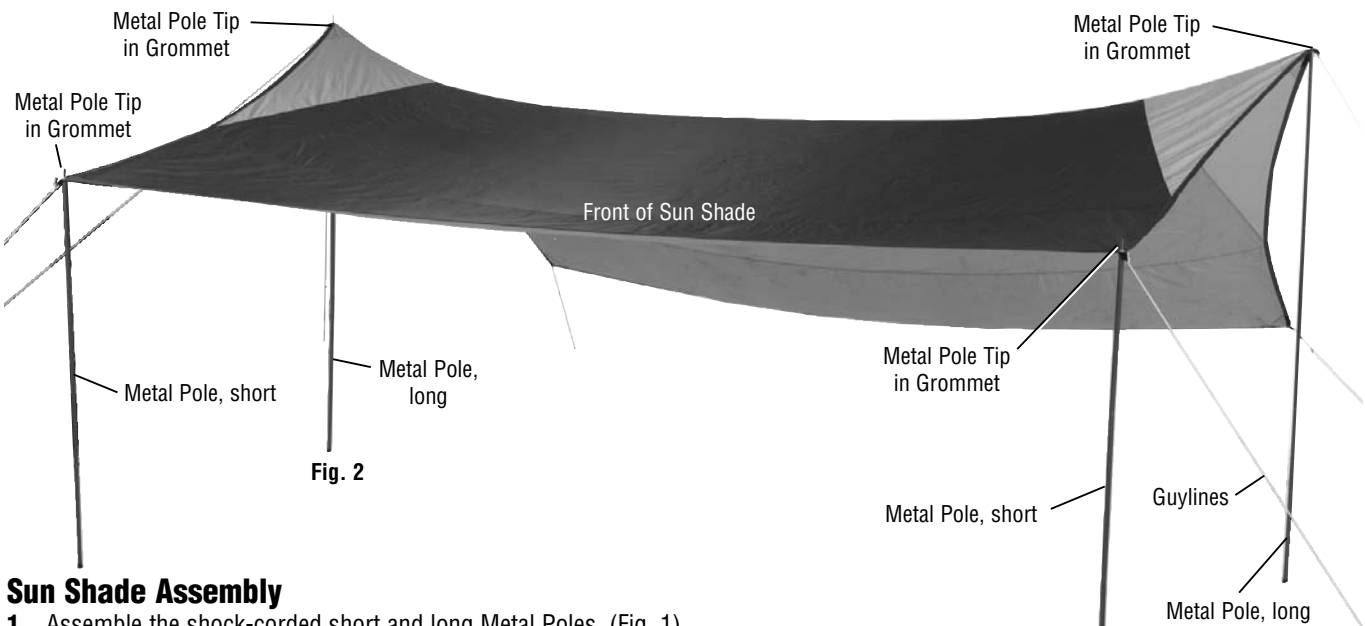 Metal Pole Tip
in Grommet
Metal Pole Tip
in Grommet
Metal Pole Tip
in Grommet
Front of Sun Shade
Metal Pole Tip
in Grommet
Metal Pole, short
Metal Pole,
long
Fig. 2
Metal Pole, short
Guylines
Metal Pole, long
Sun Shade Assembly
1. Assemble the shock-corded short and long Metal Poles. (Fig. 1)